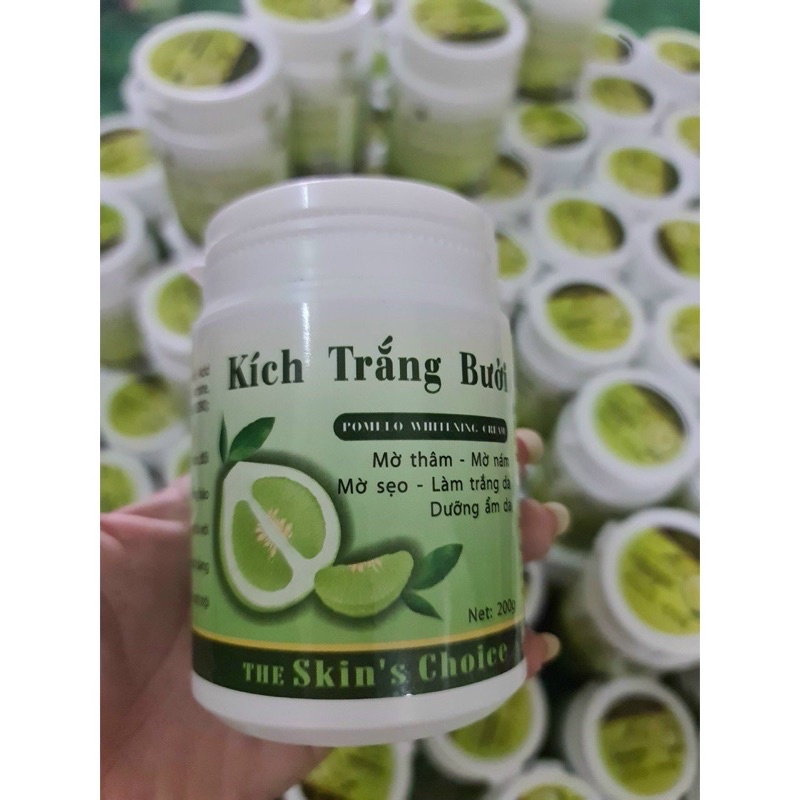 Kích Trắng Bưởi
POMELO WHITENING CREAM
Mờ thâm - Mờ nám
Mờ sẹo - Làm trắng da
Dưỡng ẩm da
Net: 200g
THE Skin's Choice